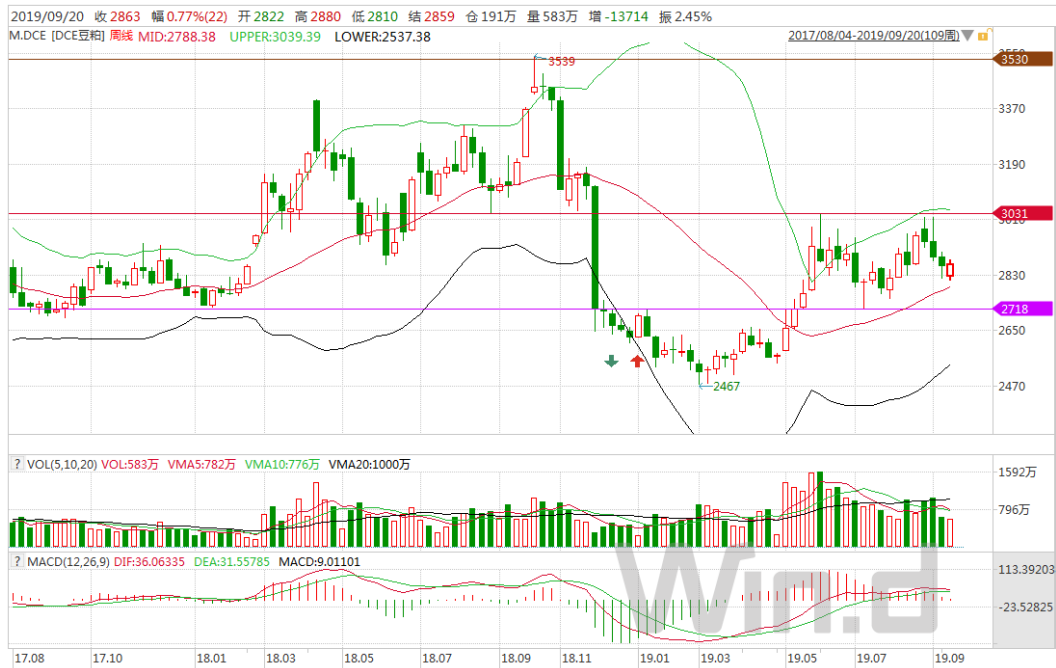 2019/09/20 收 2863 幅 0.77%(22) 开 2822 高 2880 低 2810 结 2859 仓 191万 量 583万 增 -13714 振 2.45%
M.DCE [DCE豆粕] 周线 MID:2788.38 UPPER:3039.39 LOWER:2537.38 2017/08/04-2019/09/20(109周)
3530
3539
3370
3190
3031
3010
2830
2718
2650
2467
2470
? VOL(5,10,20) VOL:583万 VMA5:782万 VMA10:776万 VMA20:1000万
1592万
796万
? MACD(12,26,9) DIF:36.06335 DEA:31.55785 MACD:9.01101
111.39203
-23.52825
Wind
17.08 17.10 18.01 18.03 18.05 18.07 18.09 18.11 19.01 19.03 19.05 19.07 19.09